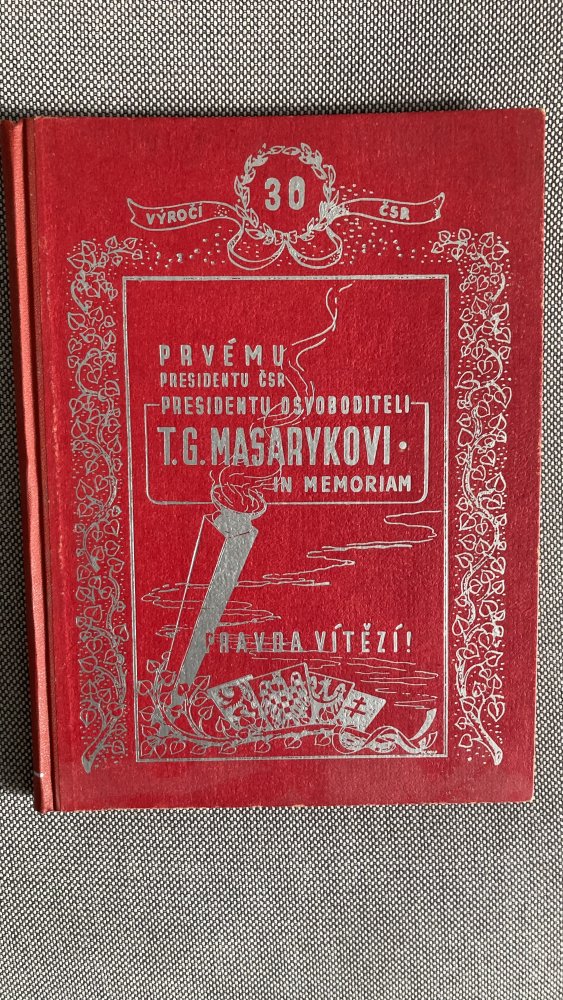 30
VÝROČÍ ČSR
PRVÉMU
PRESIDENTU ČSR
PRESIDENTU OSVOBODITELI
T.G. MASARYKOVI.
IN MEMORIAM
PRAVDA VÍTĚZÍ!